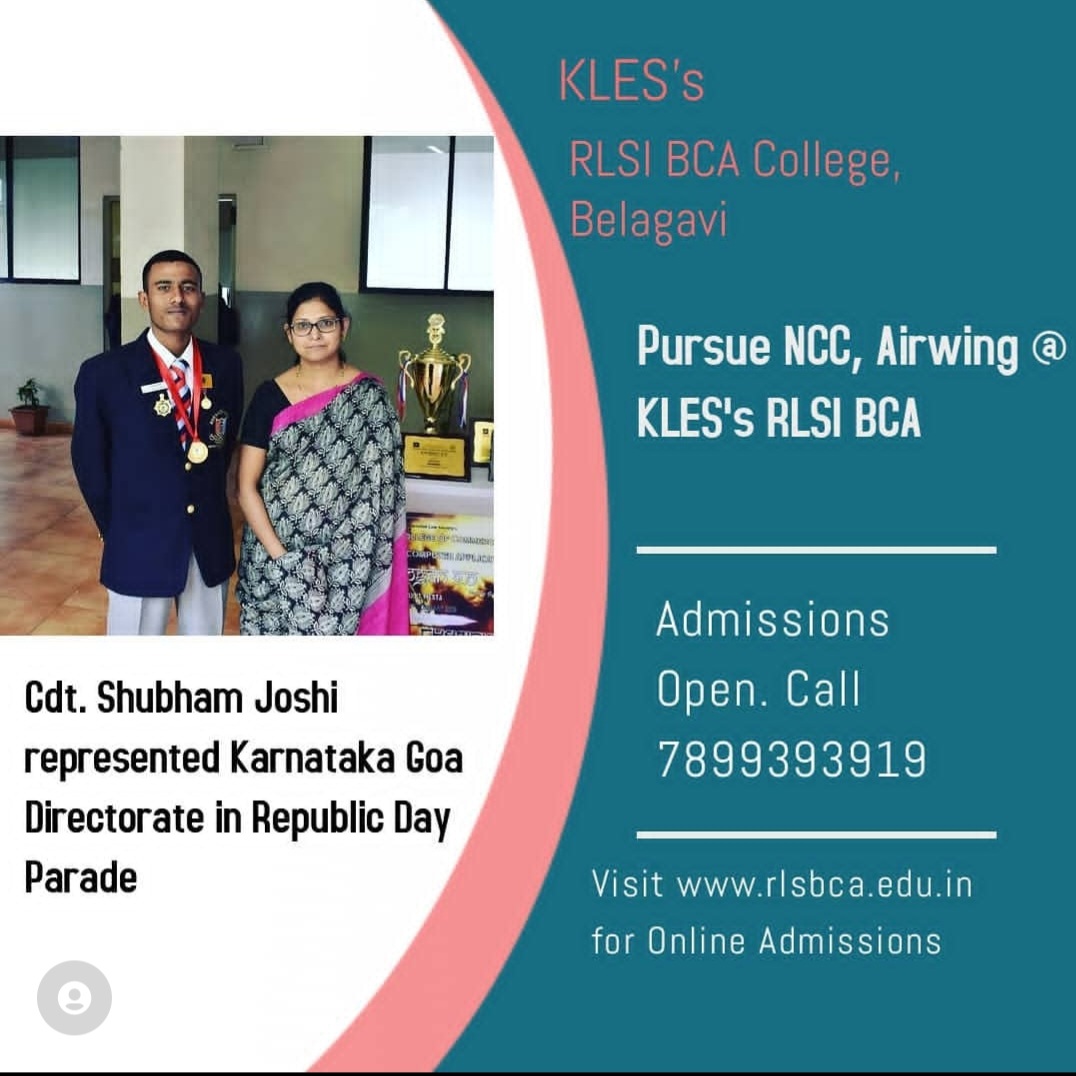 KLES's
RLSI BCA College,
Belagavi
Pursue NCC, Airwing @
KLES's RLSI BCA
Admissions
Open. Call
7899393919
Visit www.rlsbca.edu.in
for Online Admissions
Cdt. Shubham Joshi
represented Karnataka Goa
Directorate in Republic Day
Parade